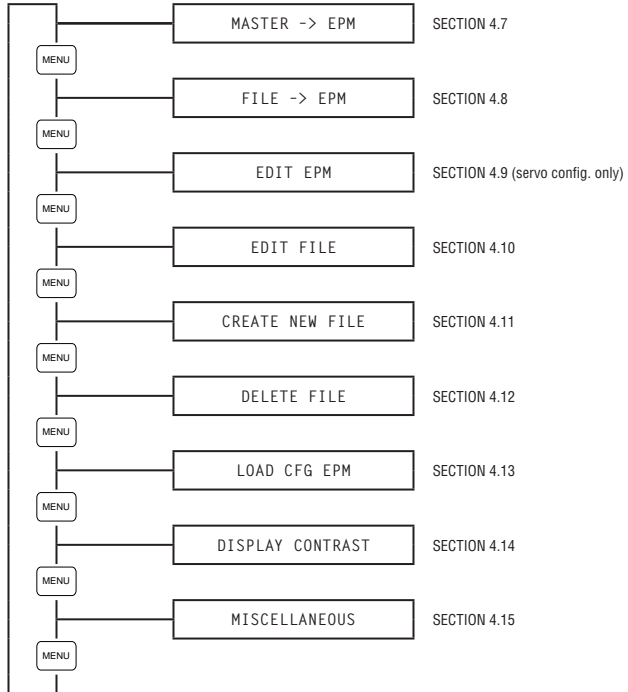 MASTER -> EPM SECTION 4.7
MENU
FILE -> EPM SECTION 4.8
MENU
EDIT EPM SECTION 4.9 (servo config. only)
MENU
EDIT FILE SECTION 4.10
MENU
CREATE NEW FILE SECTION 4.11
MENU
DELETE FILE SECTION 4.12
MENU
LOAD CFG EPM SECTION 4.13
MENU
DISPLAY CONTRAST SECTION 4.14
MENU
MISCELLANEOUS SECTION 4.15
MENU